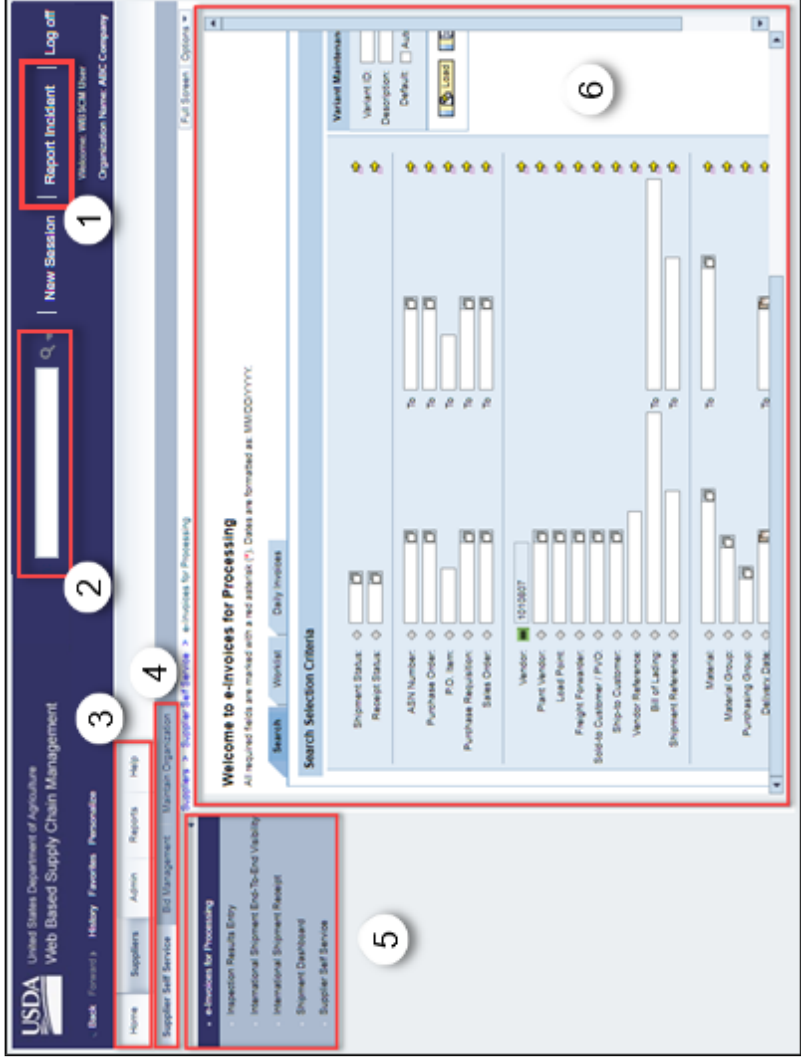 USDA United States Department of Agriculture
Web Based Supply Chain Management
New Session | Report Incident | Log off
Welcome: WBSCM User
Organization Name: ABC Company
Back Forward History Favorites Personalize
1
2
3
Home Suppliers Admin Reports Help
4
Supplier Self Service Bid Management Maintain Organization
Suppliers > Supplier Self Service > e-Invoices for Processing
Full Screen Options
5
e-Invoices for Processing
Inspection Results Entry
International Shipment End-To-End Visibility
International Shipment Receipt
Shipment Dashboard
Supplier Self Service
6
Welcome to e-Invoices for Processing
All required fields are marked with a red asterisk (*). Dates are formatted as: MM/DD/YYYY.
Search Worklist Daily Invoices
Search Selection Criteria
Shipment Status:
Receipt Status:
ASN Number: To
Purchase Order: To
P.O. Item: To
Purchase Requisition: To
Sales Order: To
Vendor: 1010807
Plant Vendor:
Load Point:
Freight Forwarder:
Sold-to Customer / PVO:
Ship-to Customer:
Vendor Reference:
Bill of Lading: To
Shipment Reference: To
Material: To
Material Group:
Purchasing Group:
Delivery Date: To
Variant Maintenan
Variant ID:
Description:
Default: Aut
Load